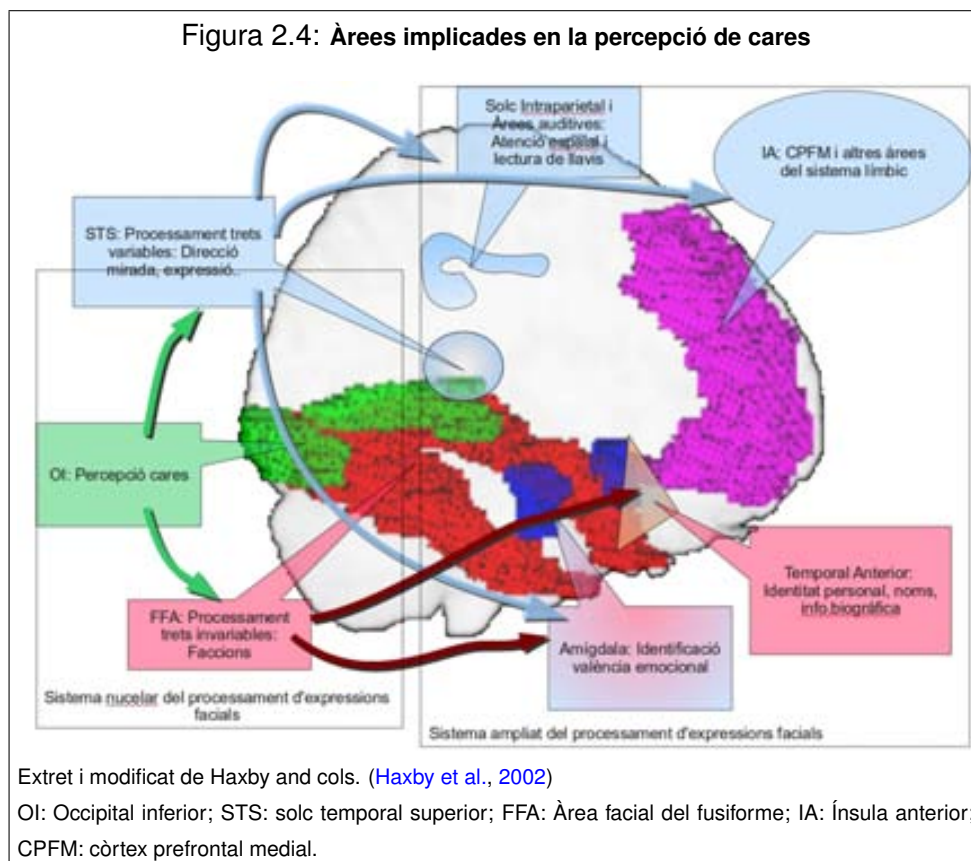 Figura 2.4: Àrees implicades en la percepció de cares
Solc Intraparietal i
Àrees auditives:
Atenció espaial i
lectura de llavis
IA; CPFM i altres àrees
del sistema límbic
STS: Processament trets
variables: Direcció
mirada, expressió..
OI: Percepció cares
FFA: Processament
trets invariables:
Faccions
Temporal Anterior:
Identitat personal, noms,
info.biográfica
Amígdala: Identificació
valència emocional
Sistema nucelar del processament d'expressions
facials
Sistema ampliat del processament d'expressions facials
Extret i modificat de Haxby and cols. (Haxby et al., 2002)
OI: Occipital inferior; STS: solc temporal superior; FFA: Àrea facial del fusiforme; IA: Ínsula anterior;
CPFM: còrtex prefrontal medial.